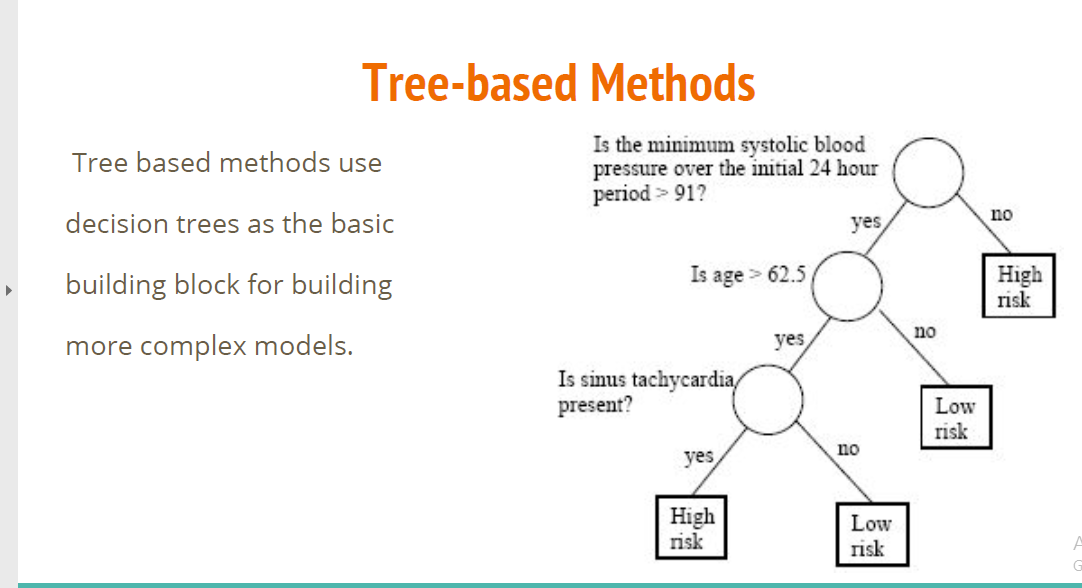 Tree-based Methods
Tree based methods use
decision trees as the basic
building block for building
more complex models.
Is the minimum systolic blood
pressure over the initial 24 hour
period > 91?
yes
no
Is age > 62.5
High
risk
yes
no
Is sinus tachycardia
present?
Low
risk
yes
no
High
risk
Low
risk